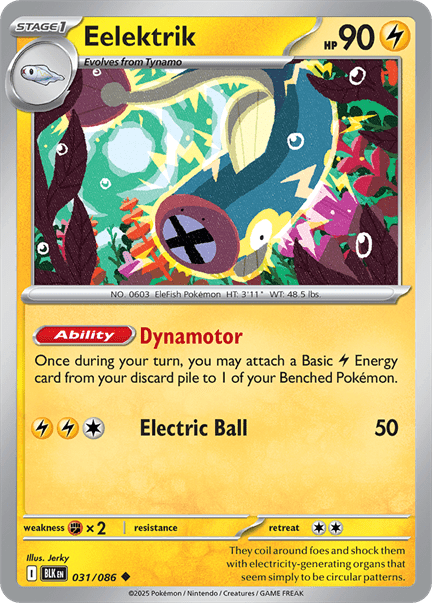 STAGE1
Eelektrik
HP 90
Evolves from Tynamo
NO. 0603 EleFish Pokémon HT: 3'11" WT: 48.5 lbs.
Ability Dynamotor
Once during your turn, you may attach a Basic Energy
card from your discard pile to 1 of your Benched Pokémon.
Electric Ball 50
weakness ×2 resistance retreat
Illus. Jerky
I BLK EN 031/086
They coil around foes and shock them
with electricity-generating organs that
seem simply to be circular patterns.
©2025 Pokémon / Nintendo / Creatures / GAME FREAK